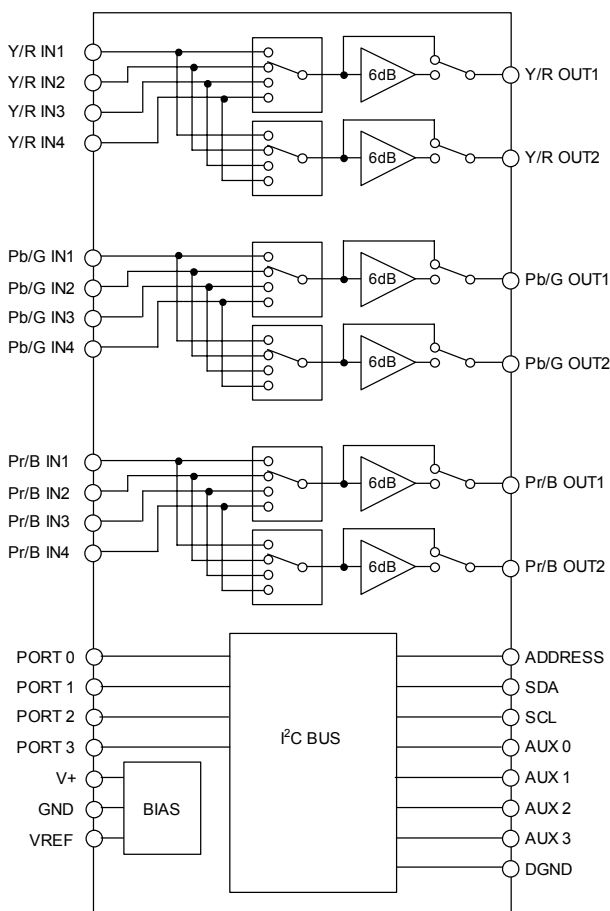 Y/R IN1
Y/R IN2
Y/R IN3
Y/R IN4
6dB
Y/R OUT1
6dB
Y/R OUT2
Pb/G IN1
Pb/G IN2
Pb/G IN3
Pb/G IN4
6dB
Pb/G OUT1
6dB
Pb/G OUT2
Pr/B IN1
Pr/B IN2
Pr/B IN3
Pr/B IN4
6dB
Pr/B OUT1
6dB
Pr/B OUT2
PORT 0
PORT 1
PORT 2
PORT 3
V+
GND
VREF
BIAS
I²C BUS
ADDRESS
SDA
SCL
AUX 0
AUX 1
AUX 2
AUX 3
DGND